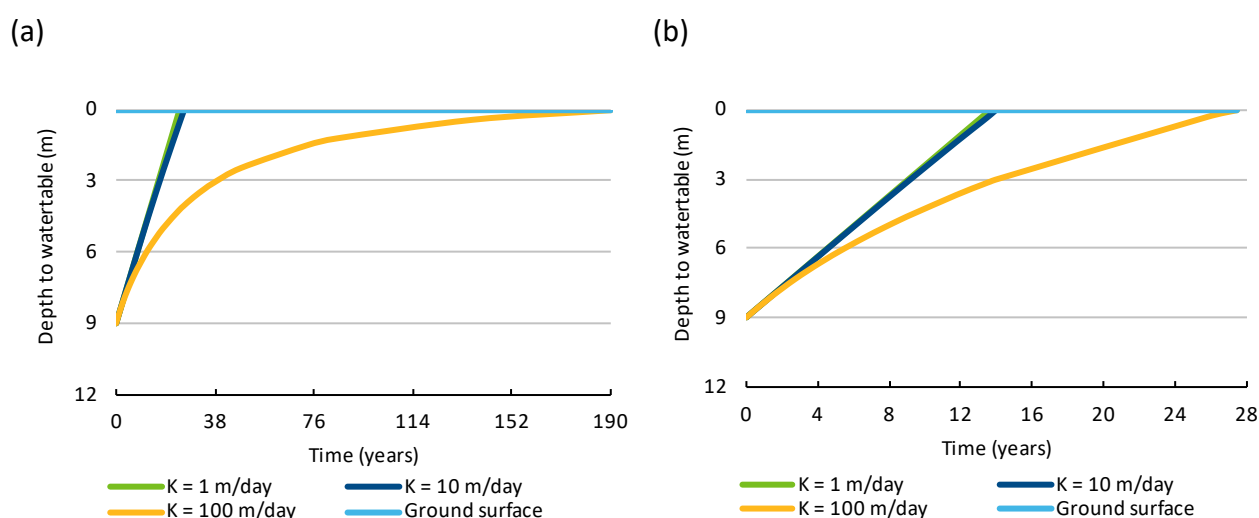 (a)
0
3
6
9
12
Depth to watertable (m)
0 38 76 114 152 190
Time (years)
K = 1 m/day K = 10 m/day
K = 100 m/day Ground surface
(b)
0
3
6
9
12
Depth to watertable (m)
0 4 8 12 16 20 24 28
Time (years)
K = 1 m/day K = 10 m/day
K = 100 m/day Ground surface